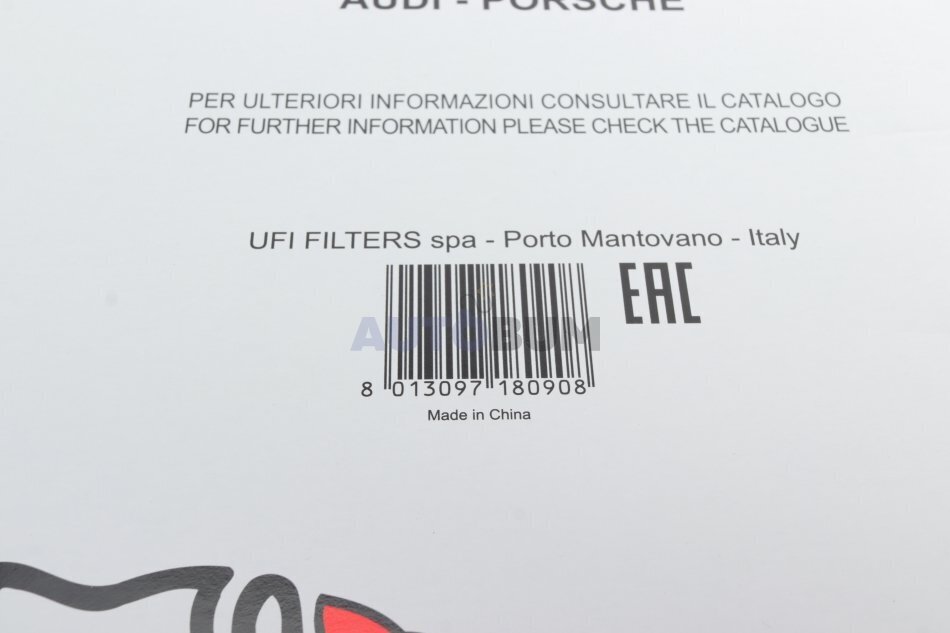 AUDI - PORSCHE
PER ULTERIORI INFORMAZIONI CONSULTARE IL CATALOGO
FOR FURTHER INFORMATION PLEASE CHECK THE CATALOGUE
UFI FILTERS spa - Porto Mantovano - Italy
EAC
AUTOBUM
8 013097 180908
Made in China